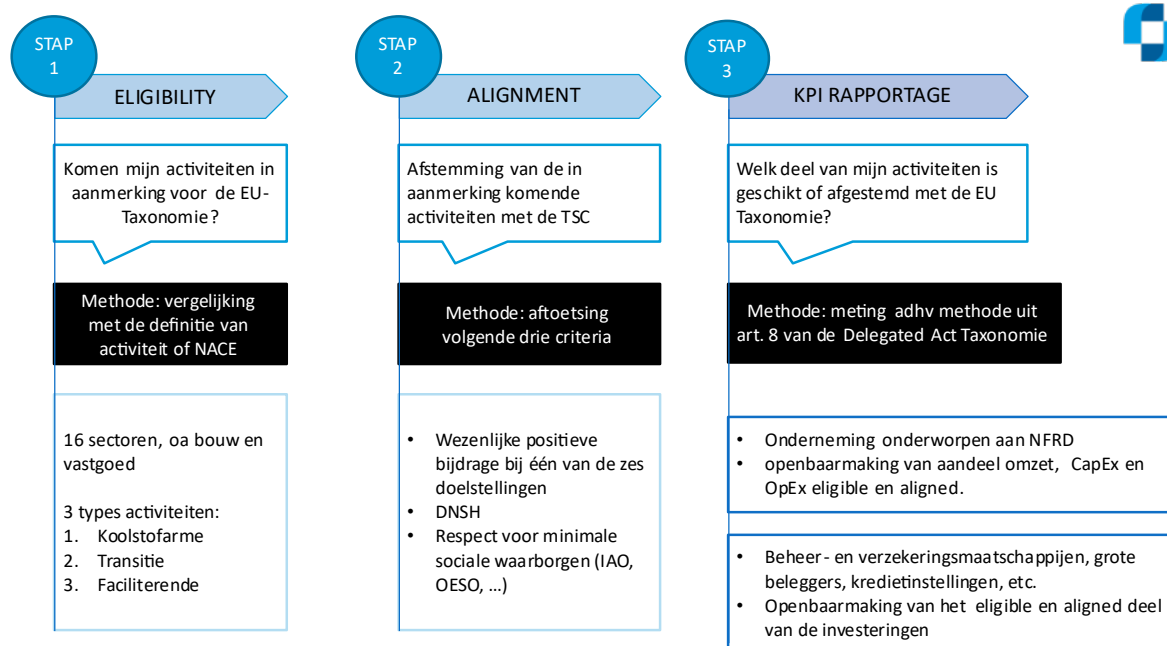 STAP
1
ELIGIBILITY
Komen mijn activiteiten in
aanmerking voor de EU-
Taxonomie?
Methode: vergelijking
met de definitie van
activiteit of NACE
16 sectoren, oa bouw en
vastgoed
3 types activiteiten:
1. Koolstofarme
2. Transitie
3. Faciliterende
STAP
2
ALIGNMENT
Afstemming van de in
aanmerking komende
activiteiten met de TSC
Methode: aftoetsing
volgende drie criteria
• Wezenlijke positieve
bijdrage bij één van de zes
doelstellingen
• DNSH
• Respect voor minimale
sociale waarborgen (IAO,
OESO, ...)
STAP
3
KPI RAPPORTAGE
Welk deel van mijn activiteiten is
geschikt of afgestemd met de EU
Taxonomie?
Methode: meting adhv methode uit
art. 8 van de Delegated Act Taxonomie
• Onderneming onderworpen aan NFRD
• openbaarmaking van aandeel omzet, CapEx en
OpEx eligible en aligned.
• Beheer- en verzekeringsmaatschappijen, grote
beleggers, kredietinstellingen, etc.
• Openbaarmaking van het eligible en aligned deel
van de investeringen